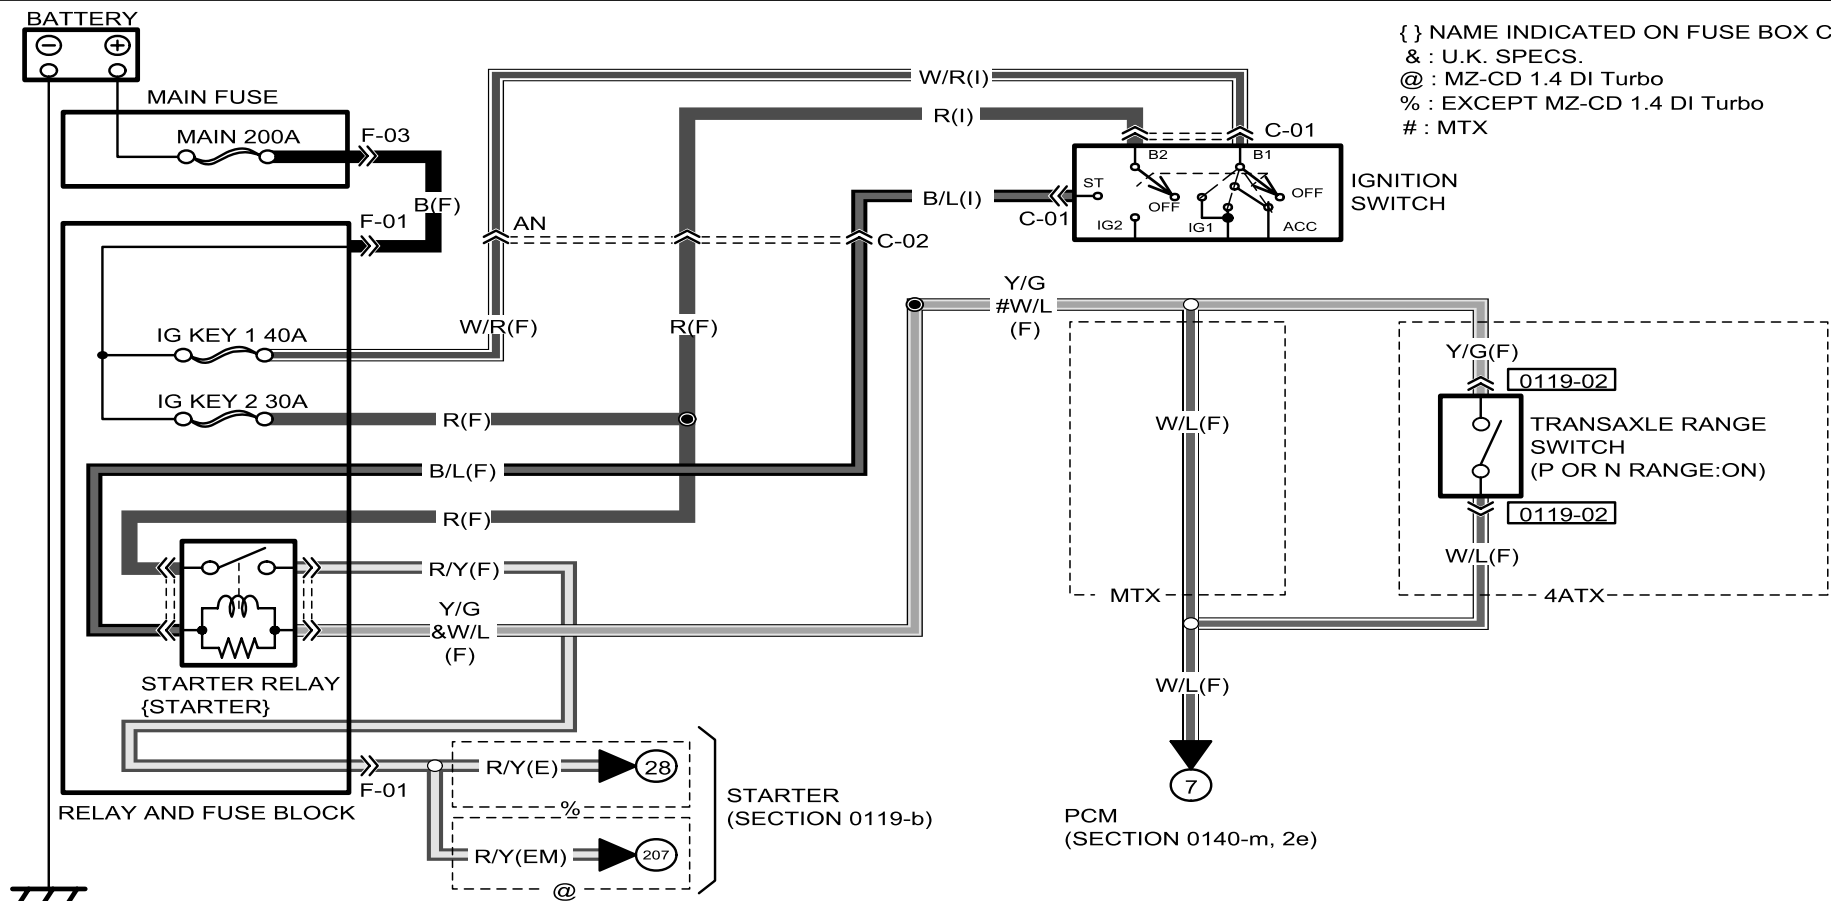 BATTERY
{ } NAME INDICATED ON FUSE BOX C
& : U.K. SPECS.
@ : MZ-CD 1.4 DI Turbo
% : EXCEPT MZ-CD 1.4 DI Turbo
# : MTX
MAIN FUSE
MAIN 200A
F-03
B(F)
F-01
W/R(I)
R(I)
C-01
B2
B1
ST
OFF
OFF
IG2
IG1
ACC
IGNITION
SWITCH
B/L(I)
C-01
AN
C-02
IG KEY 1 40A
W/R(F)
R(F)
IG KEY 2 30A
R(F)
B/L(F)
R(F)
R/Y(F)
Y/G
&W/L
(F)
STARTER RELAY
{STARTER}
RELAY AND FUSE BLOCK
F-01
R/Y(E)
28
%
R/Y(EM)
207
@
STARTER
(SECTION 0119-b)
Y/G
#W/L
(F)
W/L(F)
MTX
Y/G(F)
0119-02
TRANSAXLE RANGE
SWITCH
(P OR N RANGE:ON)
0119-02
W/L(F)
4ATX
W/L(F)
7
PCM
(SECTION 0140-m, 2e)